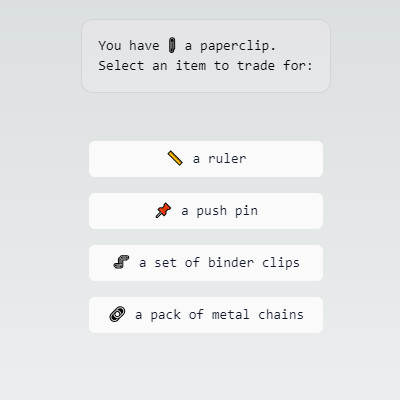 You have 📎 a paperclip.
Select an item to trade for:
📏 a ruler
📌 a push pin
🖇️ a set of binder clips
⛓️ a pack of metal chains